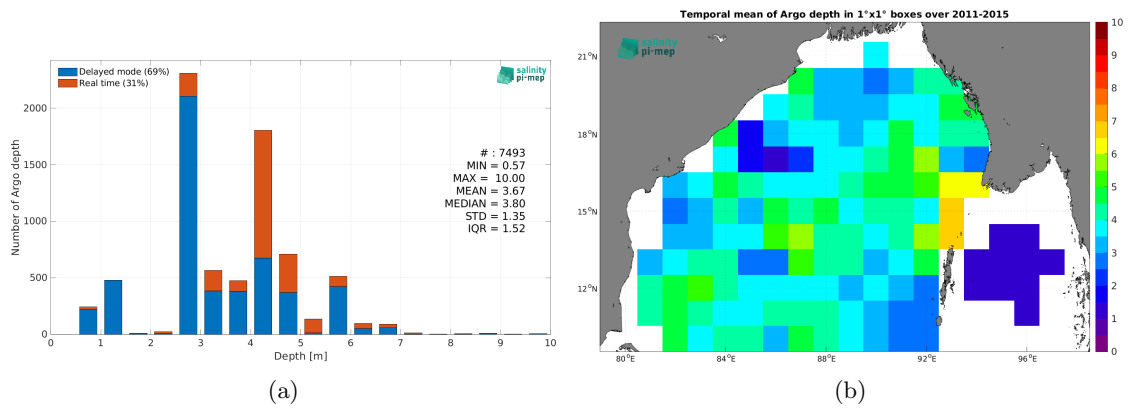 Delayed mode (69%)
Real time (31%)
salinity
pi-mep
# : 7493
MIN = 0.57
MAX = 10.00
MEAN = 3.67
MEDIAN = 3.80
STD = 1.35
IQR = 1.52
Number of Argo depth
2000
1500
1000
500
0
0 1 2 3 4 5 6 7 8 9 10
Depth [m]
(a)
Temporal mean of Argo depth in 1°x1° boxes over 2011-2015
salinity
pi-mep
21°N
18°N
15°N
12°N
80°E 84°E 88°E 92°E 96°E
10
9
8
7
6
5
4
3
2
1
0
(b)